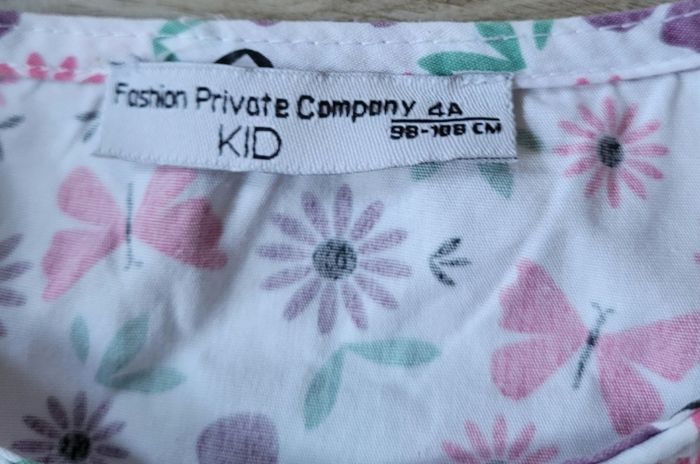 Fashion Private Company 4A
KID 98-108 CM